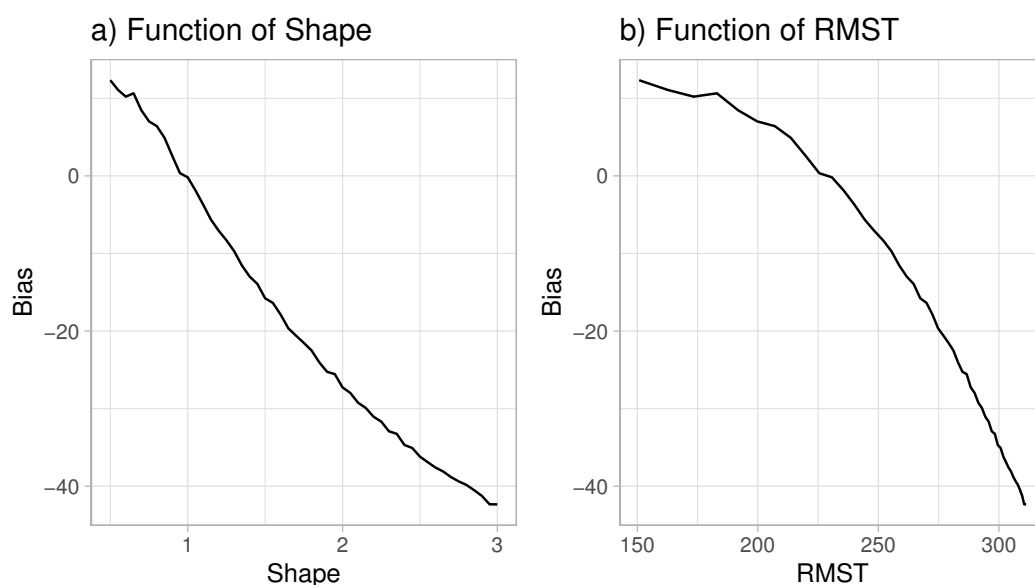 a) Function of Shape
0
−20
−40
Bias
1 2 3
Shape
b) Function of RMST
0
−20
−40
Bias
150 200 250 300
RMST